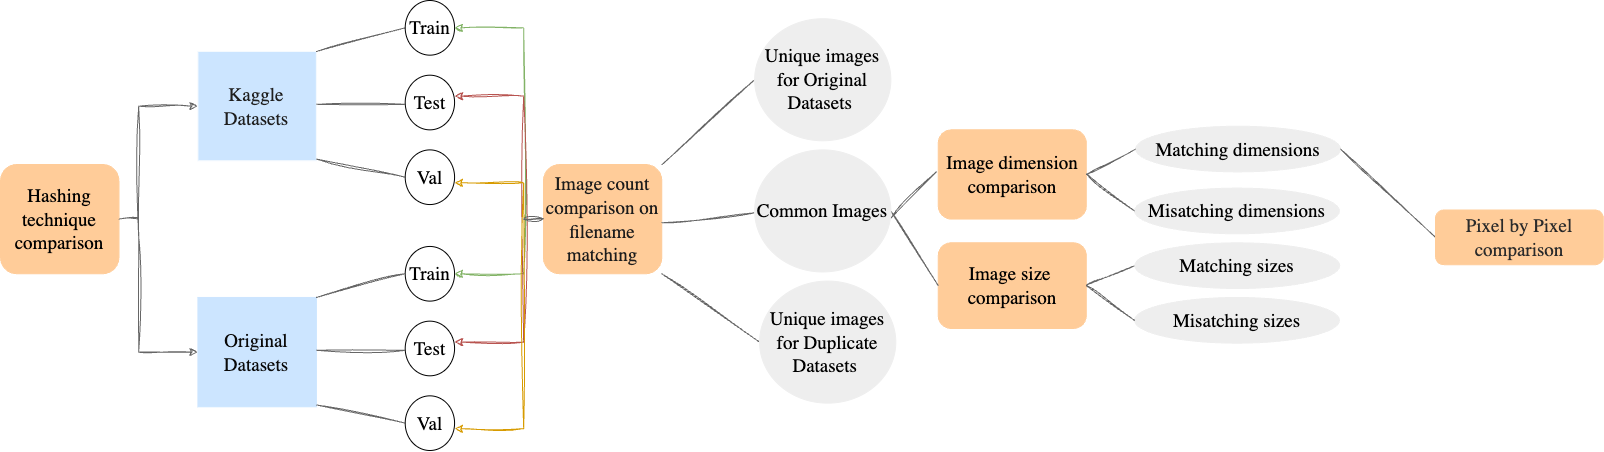 Hashing
technique
comparison
Kaggle
Datasets
Train
Test
Val
Original
Datasets
Train
Test
Val
Image count
comparison on
filename
matching
Unique images
for Original
Datasets
Common Images
Unique images
for Duplicate
Datasets
Image dimension
comparison
Matching dimensions
Misatching dimensions
Image size
comparison
Matching sizes
Misatching sizes
Pixel by Pixel
comparison